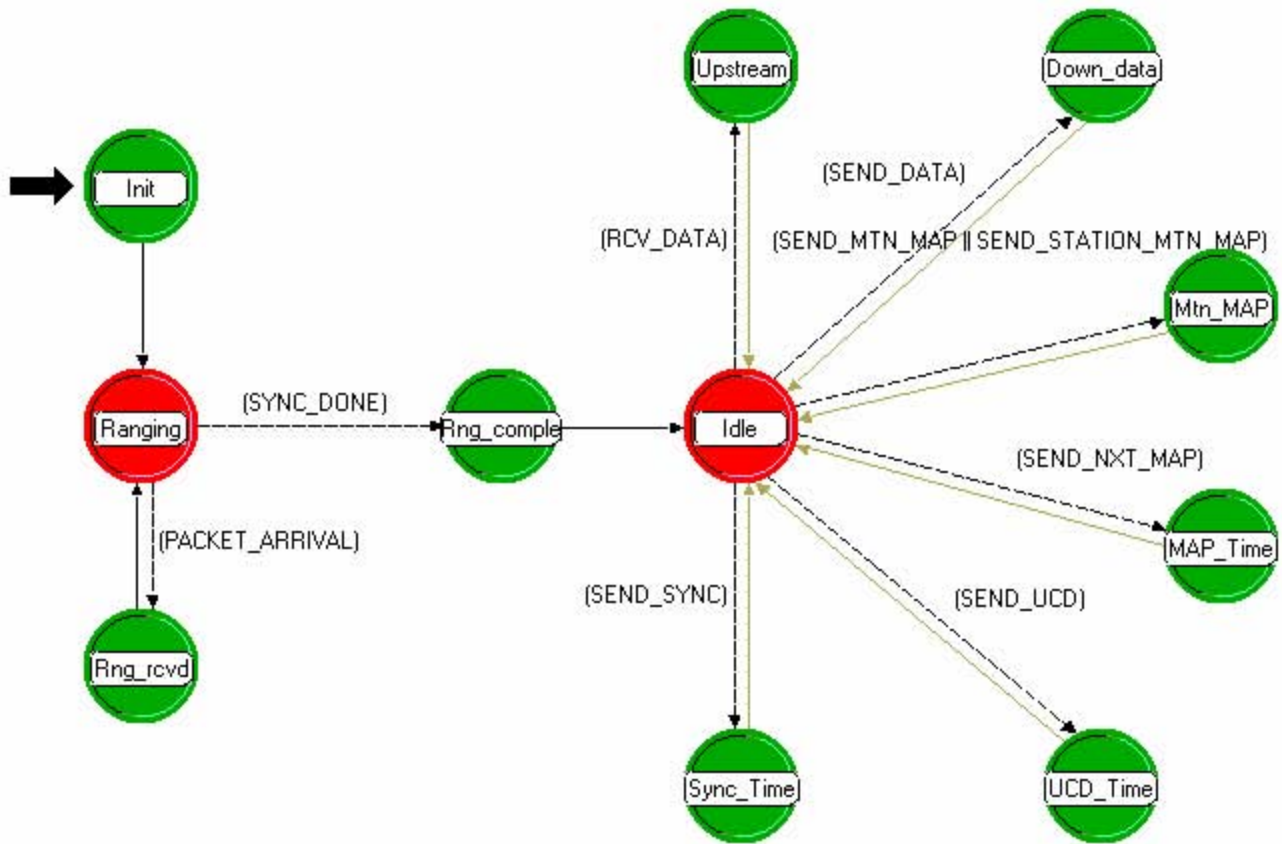 Upstream
Down_data
Init
(SEND_DATA)
(RCV_DATA)
(SEND_MTN_MAP || SEND_STATION_MTN_MAP)
Mtn_MAP
(SYNC_DONE)
Ranging
Rng_comple
Idle
(SEND_NXT_MAP)
(PACKET_ARRIVAL)
MAP_Time
(SEND_SYNC)
(SEND_UCD)
Rng_rcvd
Sync_Time
UCD_Time